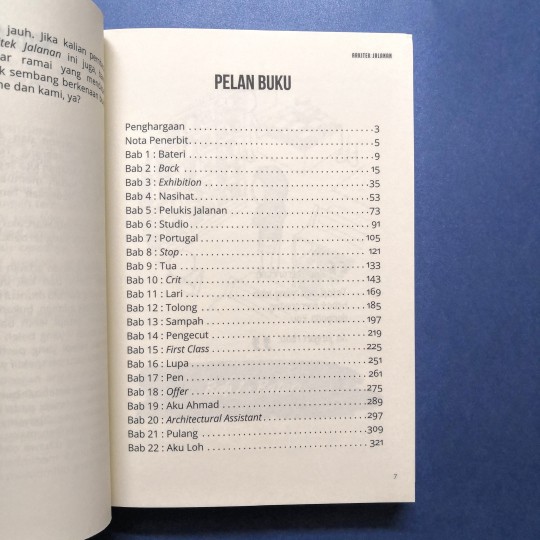 jauh. Jika kalian
Jalanan ini juga,
ramai yang
sembang berkenaan
dan kami, ya?
ARKITEK JALANAN
PELAN BUKU
Penghargaan 3
Nota Penerbit 5
Bab 1 : Bateri 9
Bab 2 : Back 15
Bab 3 : Exhibition 35
Bab 4 : Nasihat 53
Bab 5 : Pelukis Jalanan 73
Bab 6 : Studio 91
Bab 7 : Portugal 105
Bab 8 : Stop 121
Bab 9 : Tua 133
Bab 10 : Crit 143
Bab 11 : Lari 169
Bab 12 : Tolong 185
Bab 13 : Sampah 197
Bab 14 : Pengecut 219
Bab 15 : First Class 225
Bab 16 : Lupa 251
Bab 17 : Pen 261
Bab 18 : Offer 275
Bab 19 : Aku Ahmad 289
Bab 20 : Architectural Assistant 297
Bab 21 : Pulang 309
Bab 22 : Aku Loh 321
7